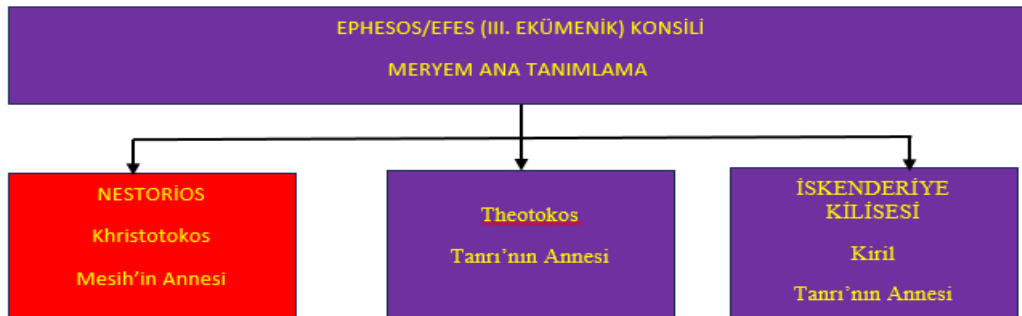 EPHESOS/EFES (III. EKÜMENİK) KONSİLİ
MERYEM ANA TANIMLAMA
NESTORİOS
Khristotokos
Mesih'in Annesi
Theotokos
Tanrı'nın Annesi
İSKENDERİYE
KİLİSESİ
Kiril
Tanrı'nın Annesi